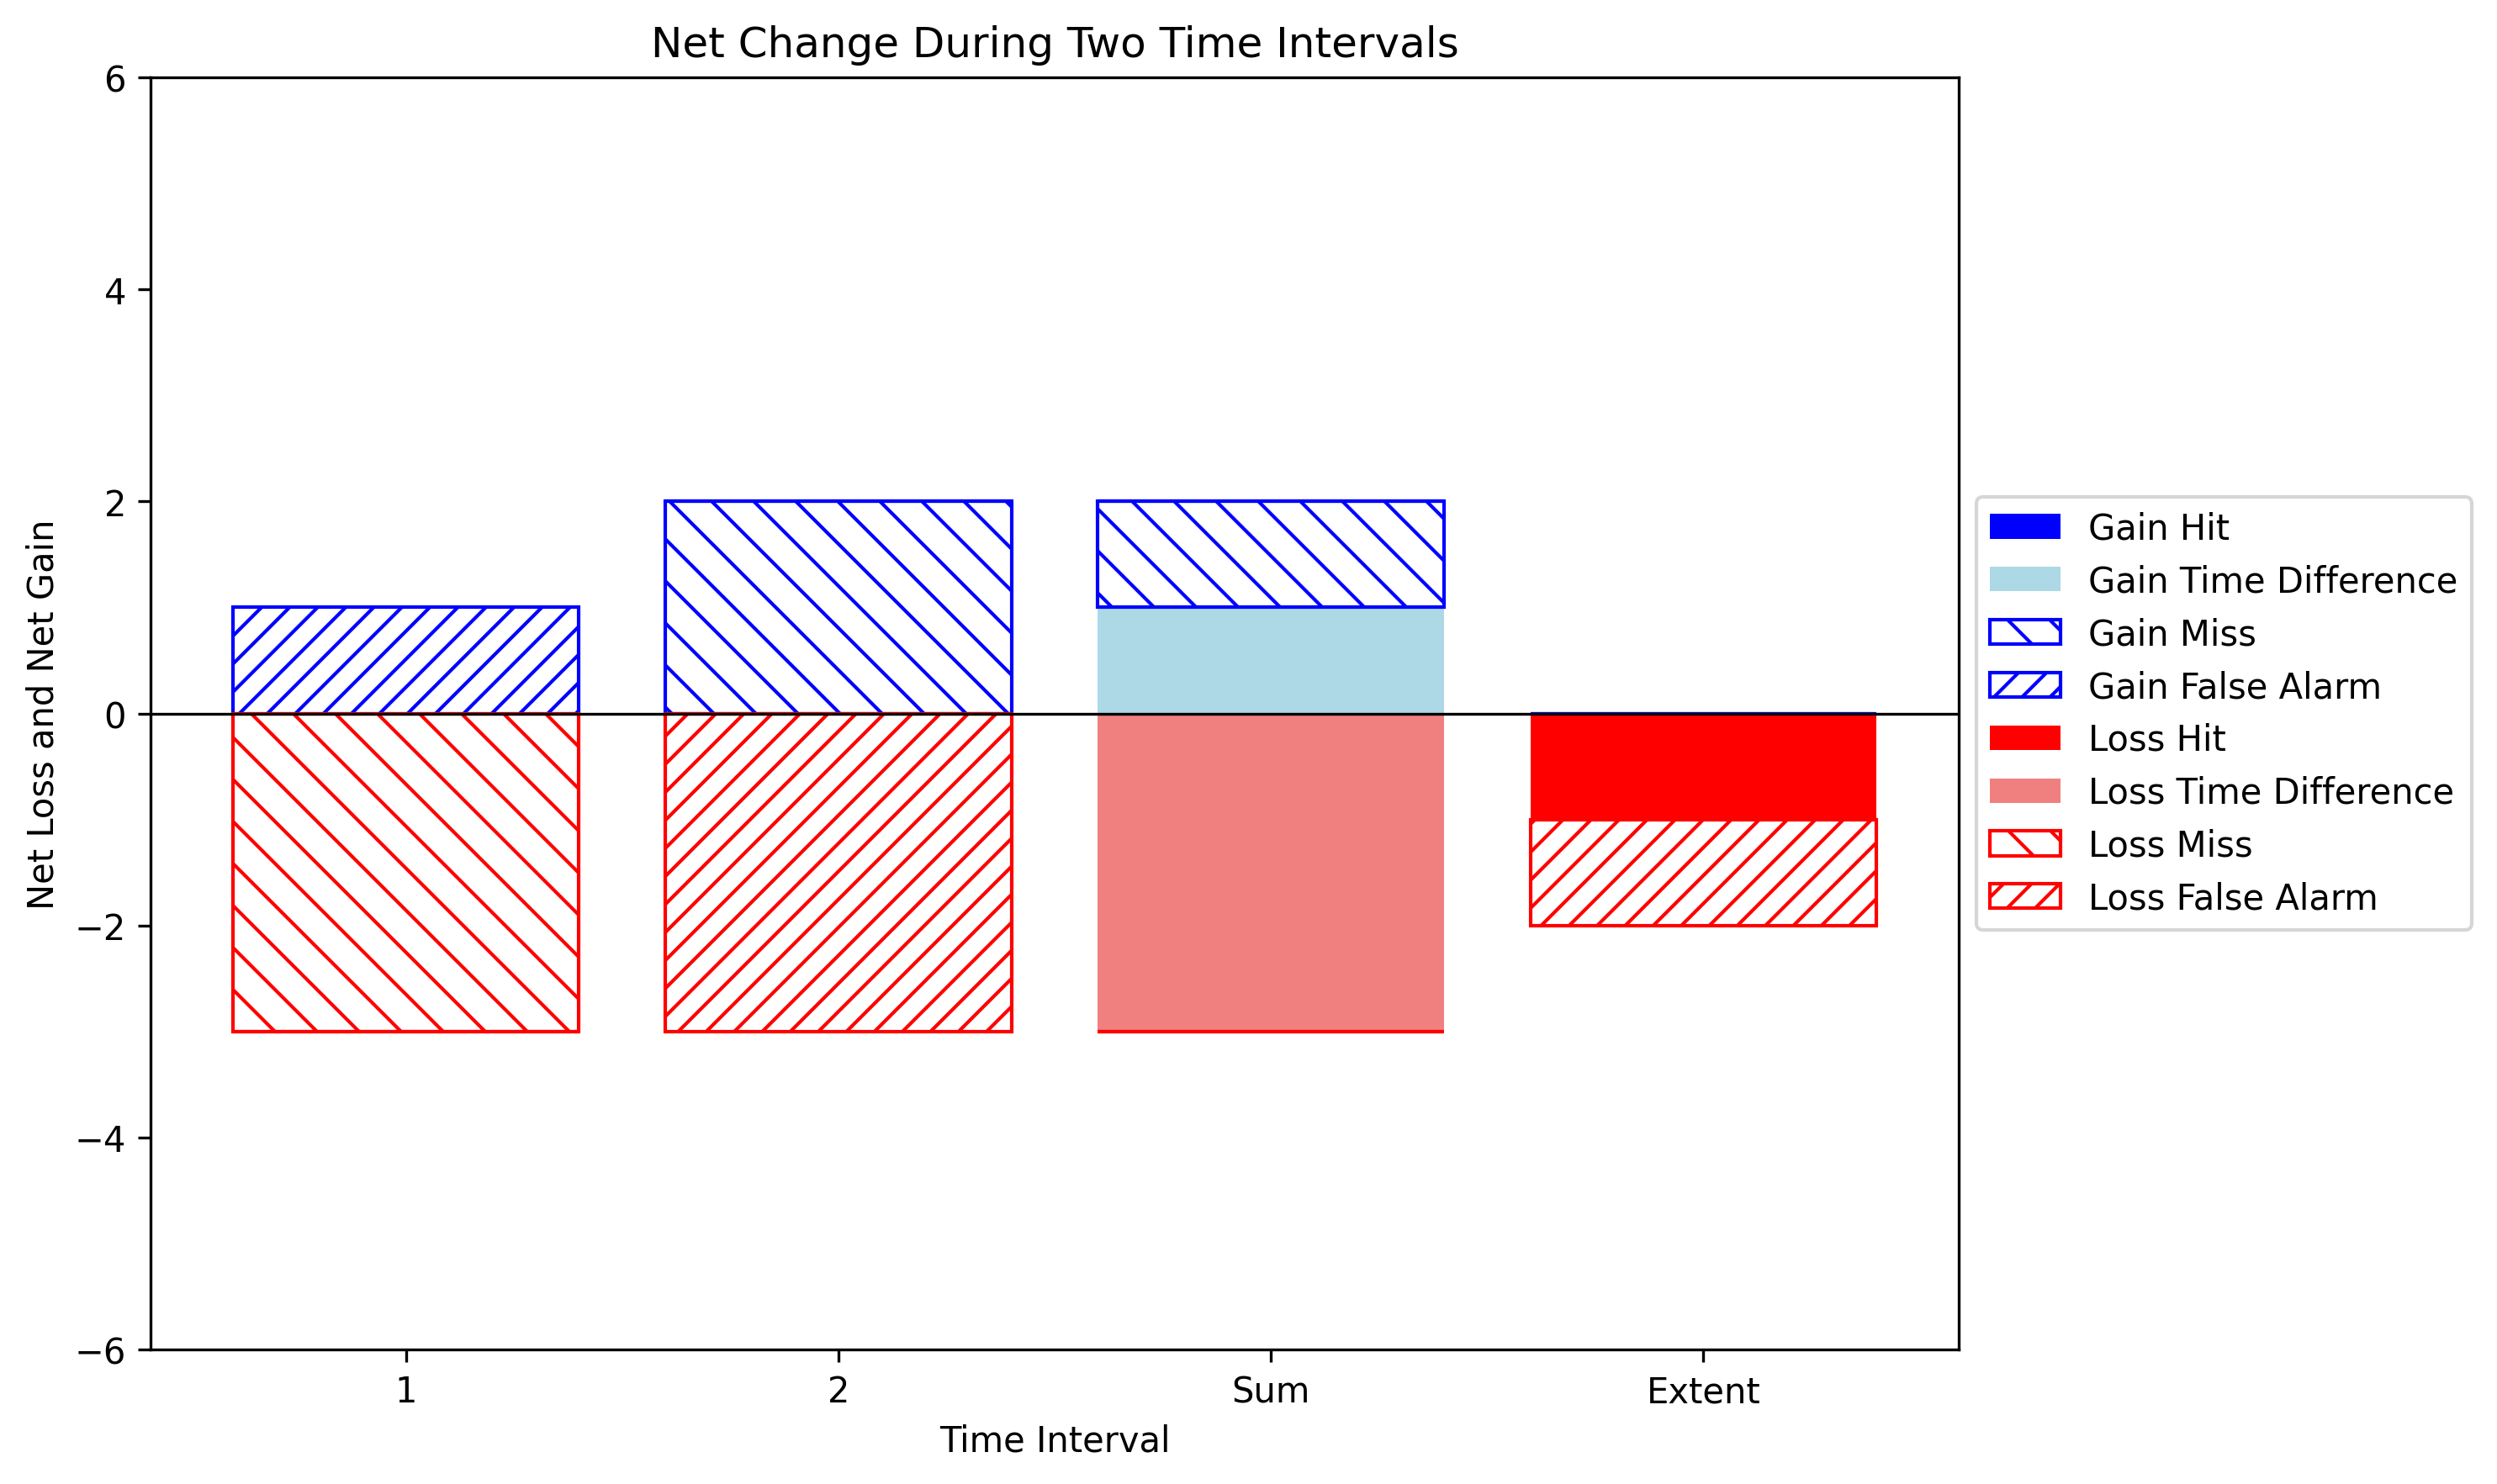 Net Change During Two Time Intervals
Net Loss and Net Gain
6
4
2
0
−2
−4
−6
1
2
Sum
Extent
Time Interval
Gain Hit
Gain Time Difference
Gain Miss
Gain False Alarm
Loss Hit
Loss Time Difference
Loss Miss
Loss False Alarm